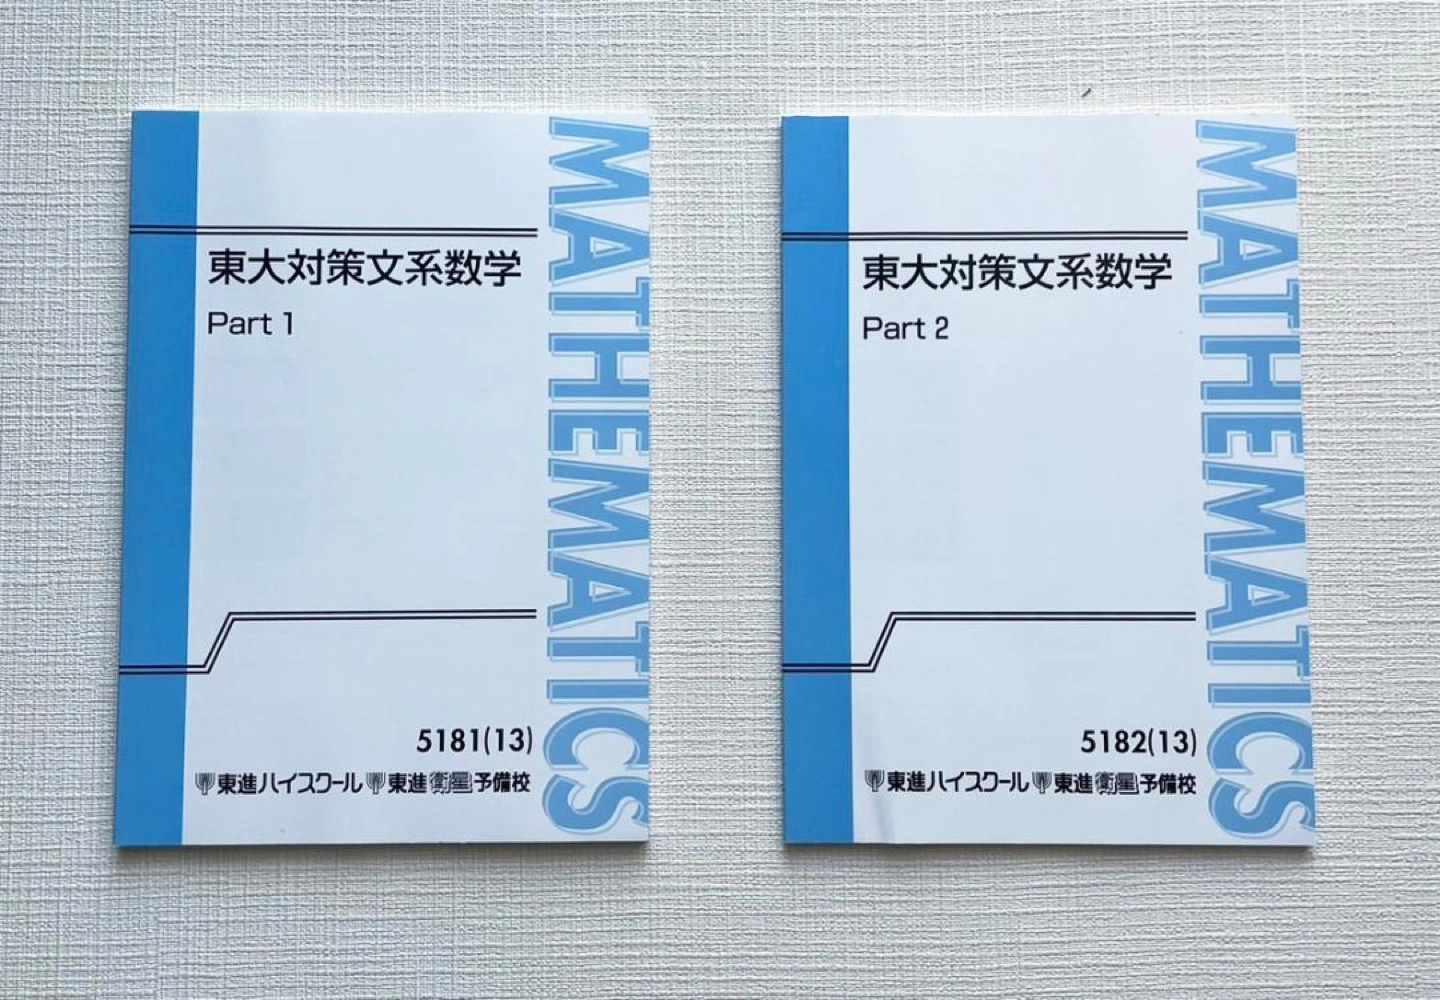 東大対策文系数学
Part 1
5181(13)
東進ハイスクール 東進衛星予備校
MATHEMATICS
東大対策文系数学
Part 2
5182(13)
東進ハイスクール 東進衛星予備校
MATHEMATICS